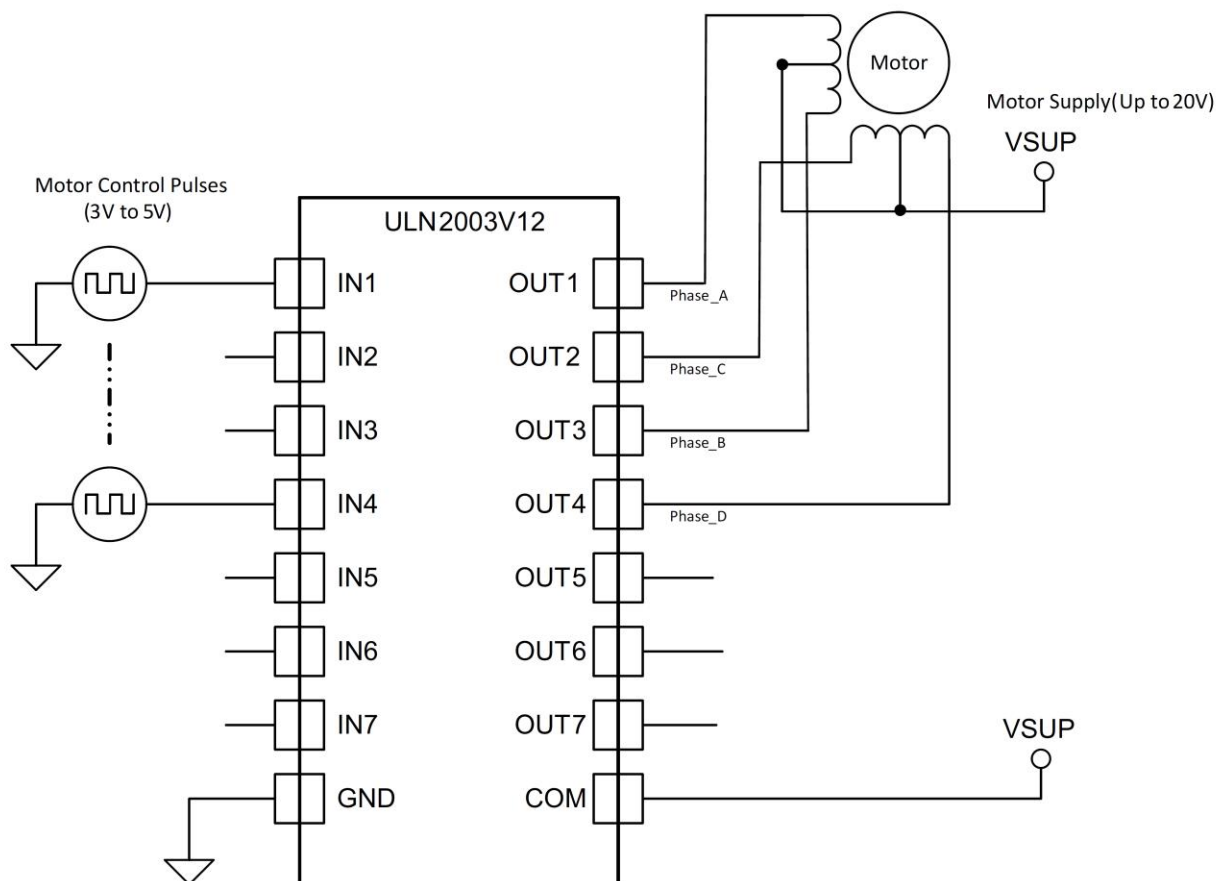 Motor
Motor Supply(Up to 20V)
VSUP
Motor Control Pulses
(3V to 5V)
ULN2003V12
IN1
OUT1
Phase_A
IN2
OUT2
Phase_C
IN3
OUT3
Phase_B
IN4
OUT4
Phase_D
IN5
OUT5
IN6
OUT6
IN7
OUT7
VSUP
GND
COM